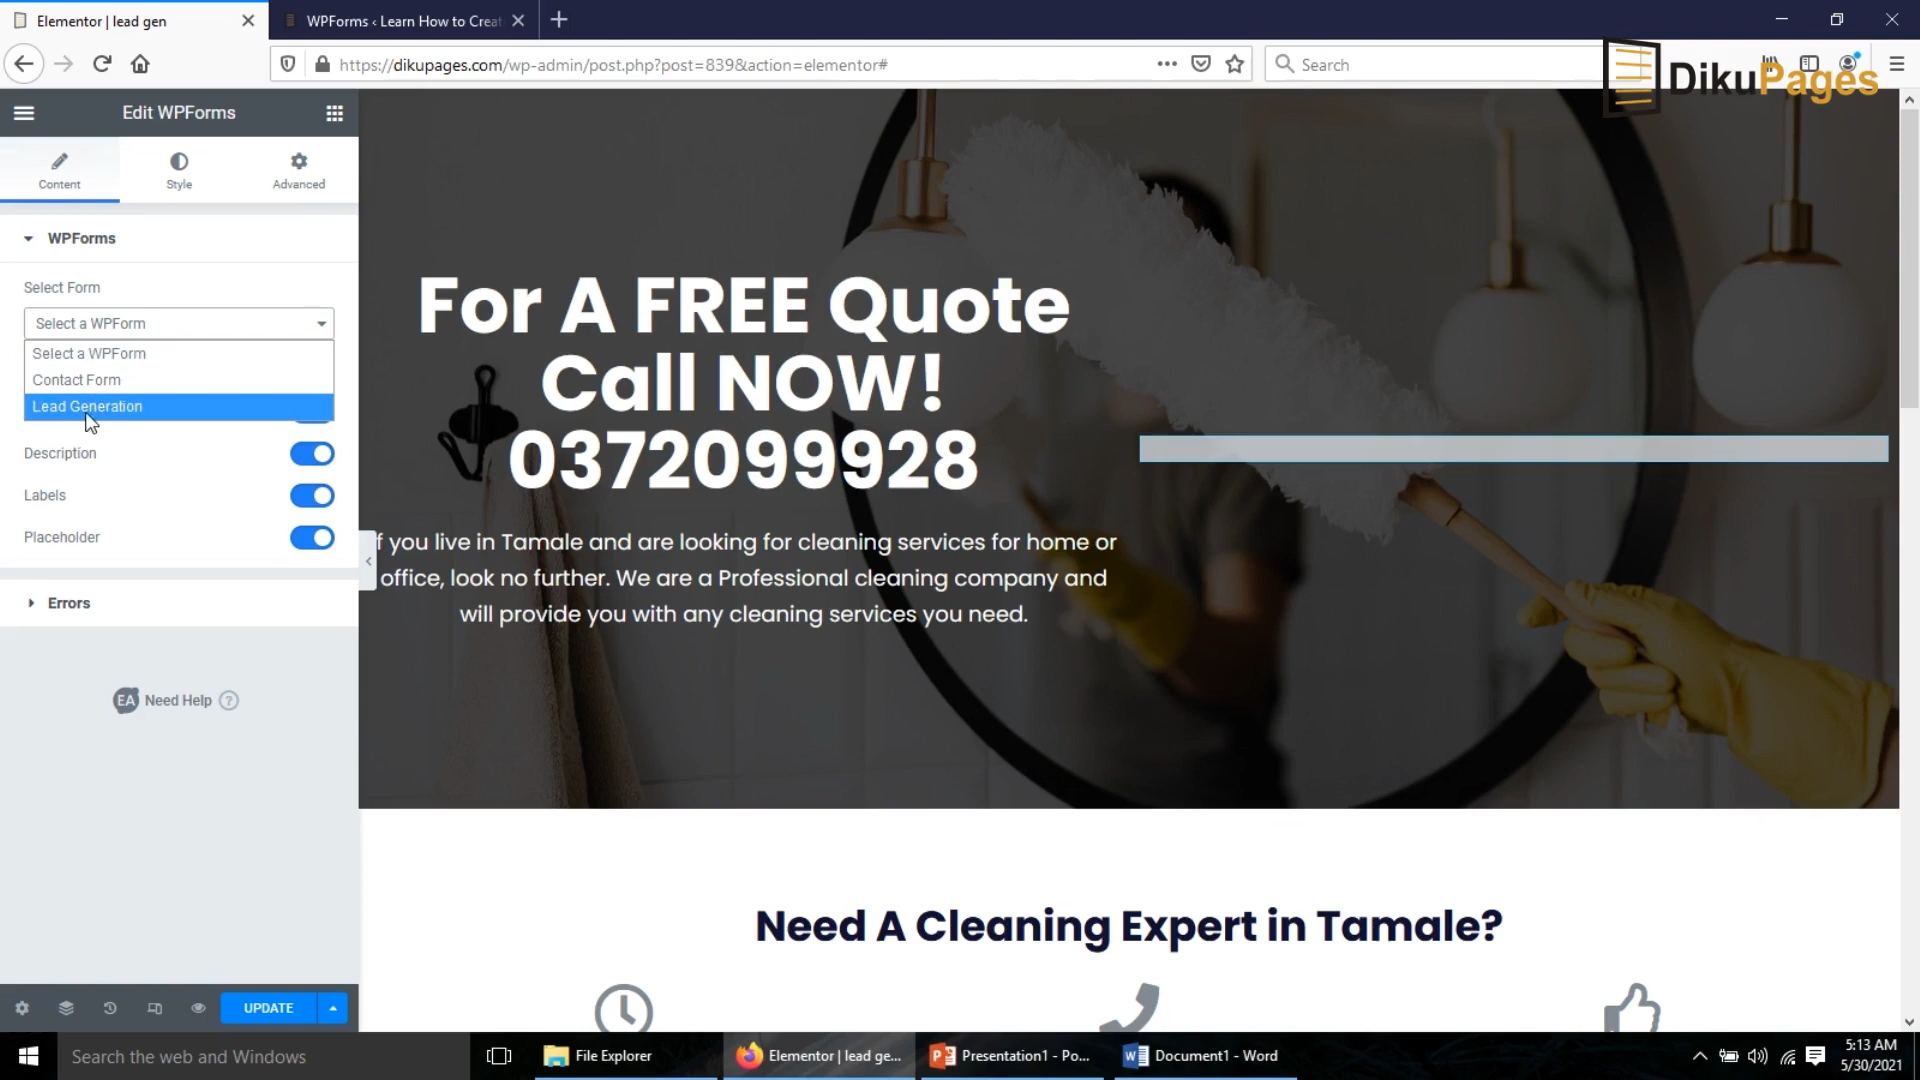 Elementor | lead gen
WPForms ‹ Learn How to Creat
https://dikupages.com/wp-admin/post.php?post=839&action=elementor#
Search
DikuPages
Edit WPForms
Content
Style
Advanced
WPForms
Select Form
Select a WPForm
Select a WPForm
Contact Form
Lead Generation
Description
Labels
Placeholder
Errors
EA Need Help ?
UPDATE
For A FREE Quote
Call NOW!
0372099928
f you live in Tamale and are looking for cleaning services for home or
office, look no further. We are a Professional cleaning company and
will provide you with any cleaning services you need.
Need A Cleaning Expert in Tamale?
Search the web and Windows
File Explorer
Elementor | lead ge...
Presentation1 - Po...
Document1 - Word
5:13 AM
5/30/2021